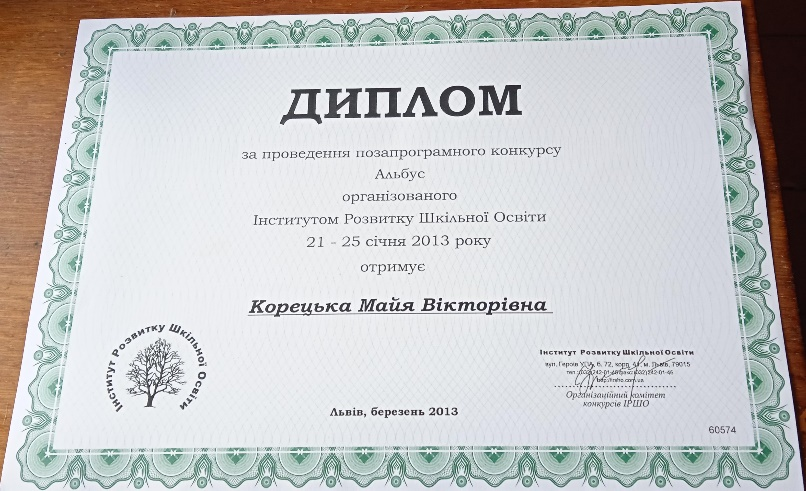 ДИПЛОМ
за проведення позапрограмного конкурсу
Альбус
організованого
Інститутом Розвитку Шкільної Освіти
21 - 25 січня 2013 року
отримує
Корецька Майя Вікторівна
Інститут Розвитку Шкільної Освіти
Інститут Розвитку Шкільної Освіти
вул. Героїв УПА, б. 72, корп. 41, м. Львів, 79015
http://irsho.com.ua
Організаційний комітет
конкурсів ІРШО
Львів, березень 2013
60574